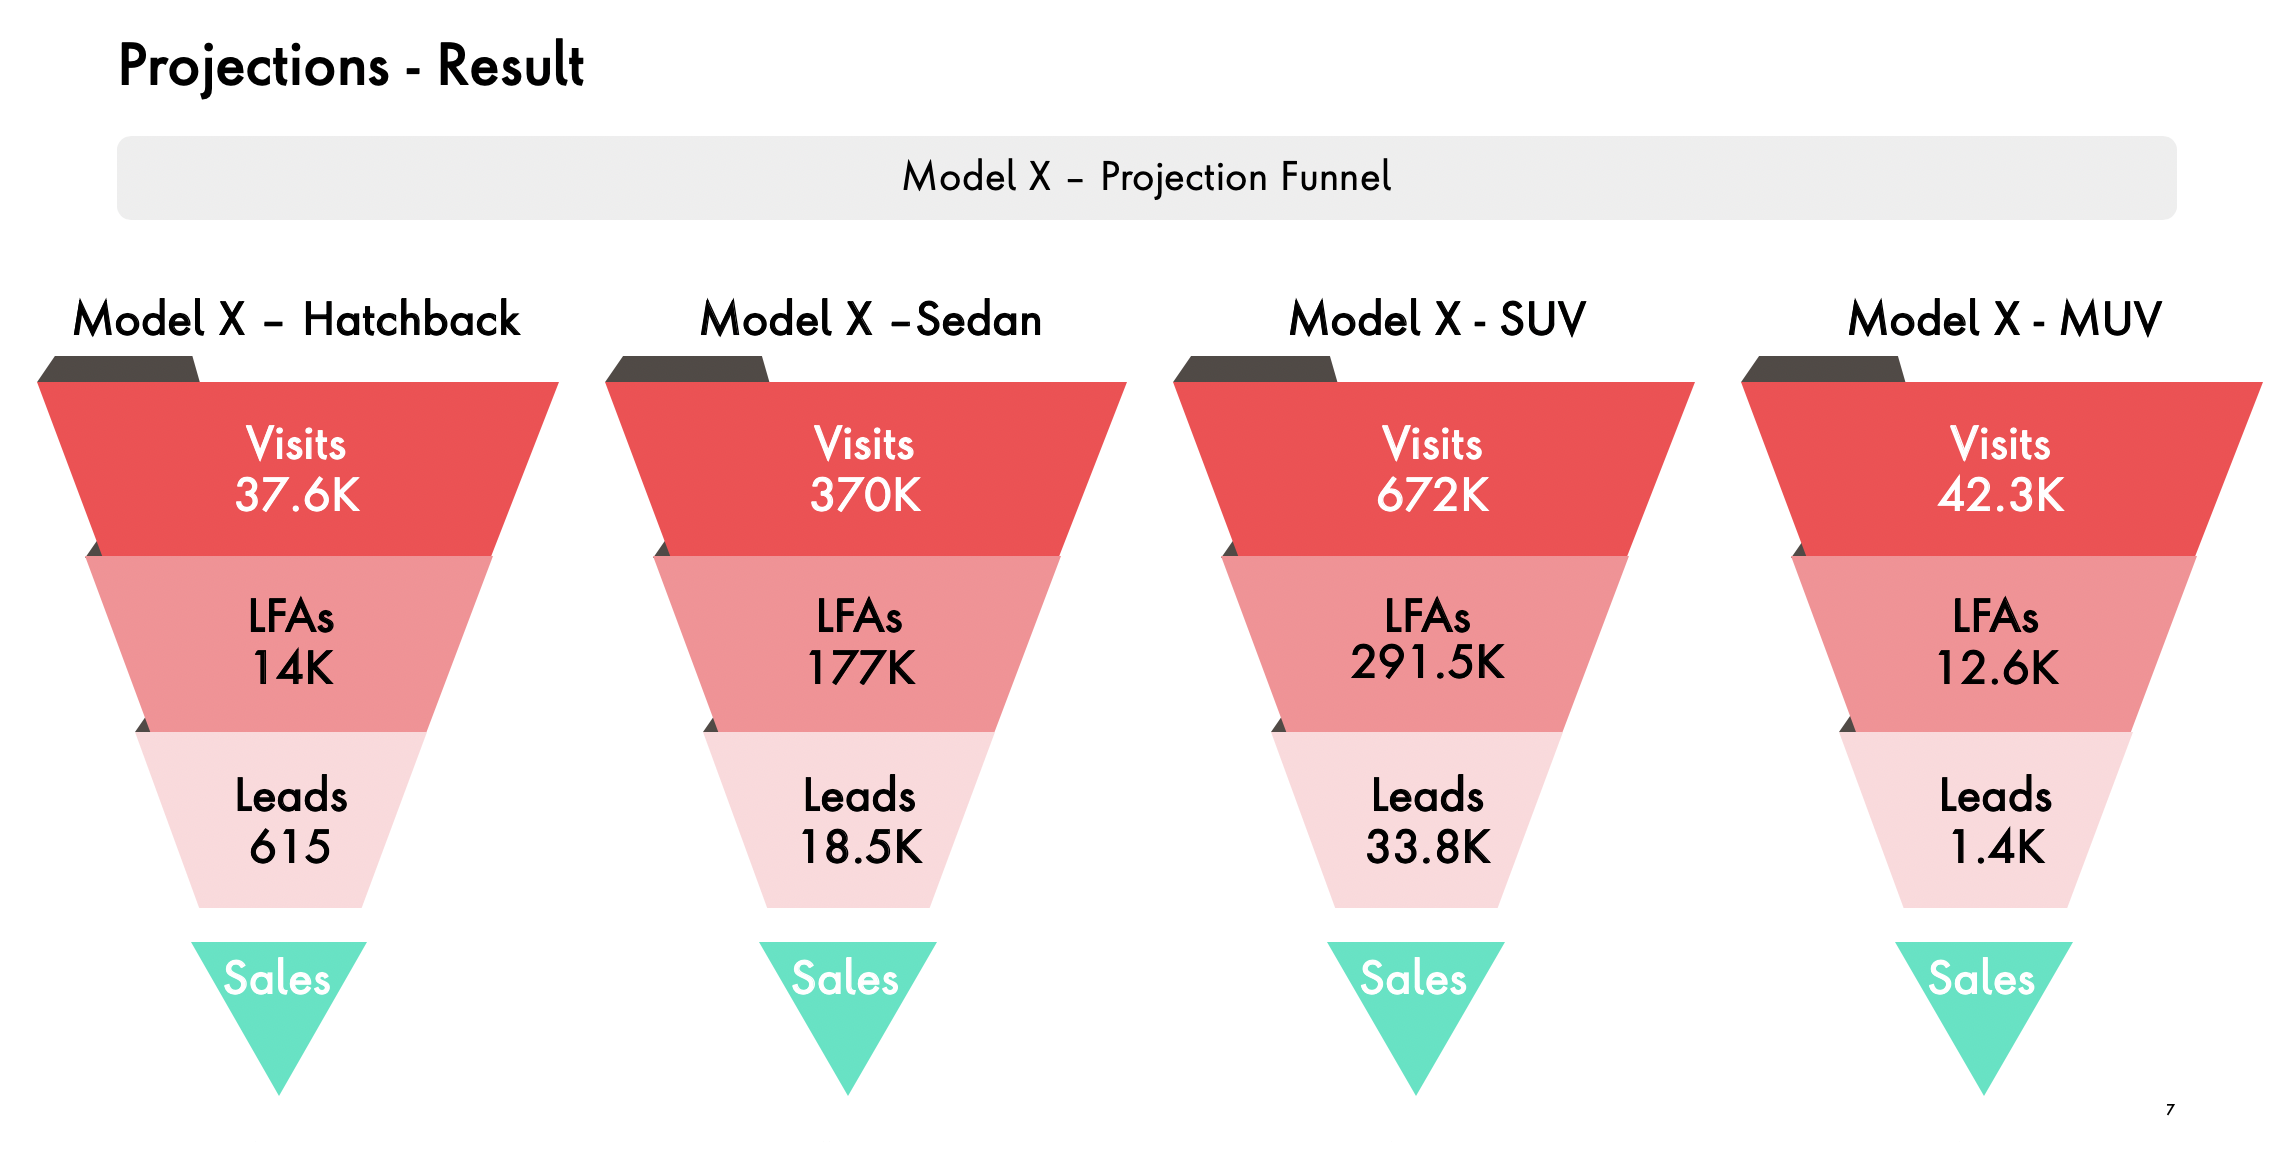 Projections - Result
Model X – Projection Funnel
Model X – Hatchback
Visits
37.6K
LFAs
14K
Leads
615
Sales
Model X –Sedan
Visits
370K
LFAs
177K
Leads
18.5K
Sales
Model X - SUV
Visits
672K
LFAs
291.5K
Leads
33.8K
Sales
Model X - MUV
Visits
42.3K
LFAs
12.6K
Leads
1.4K
Sales
7